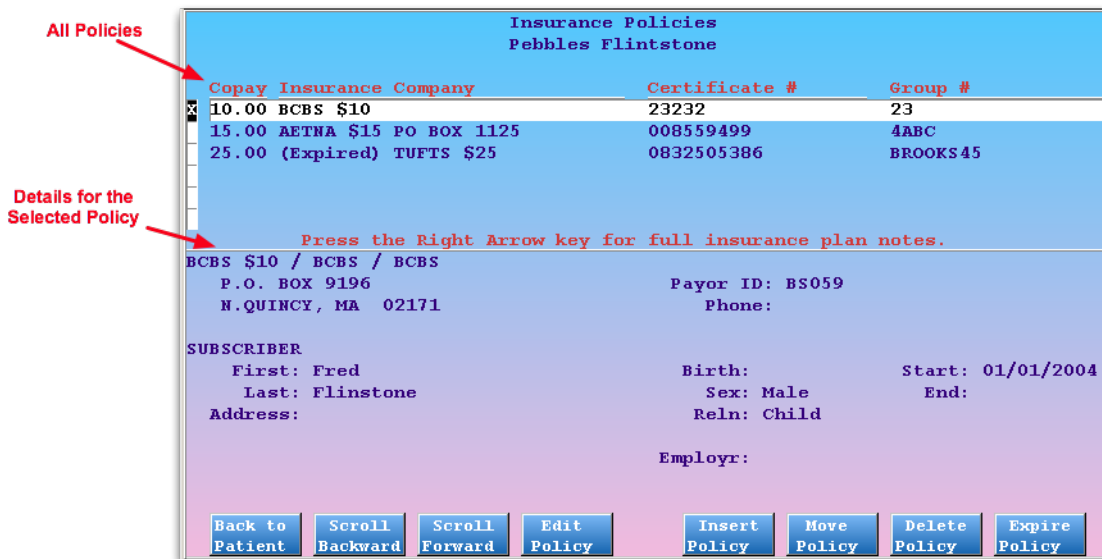 All Policies
Insurance Policies
Pebbles Flintstone
Copay Insurance Company Certificate # Group #
x 10.00 BCBS $10 23232 23
15.00 AETNA $15 PO BOX 1125 008559499 4ABC
25.00 (Expired) TUFTS $25 0832505386 BROOKS45
Details for the
Selected Policy
Press the Right Arrow key for full insurance plan notes.
BCBS $10 / BCBS / BCBS
P.O. BOX 9196 Payor ID: BS059
N.QUINCY, MA 02171 Phone:
SUBSCRIBER
First: Fred Birth: Start: 01/01/2004
Last: Flinstone Sex: Male End:
Address: Reln: Child
Employr:
Back to Scroll Scroll Edit Insert Move Delete Expire
Patient Backward Forward Policy Policy Policy Policy Policy